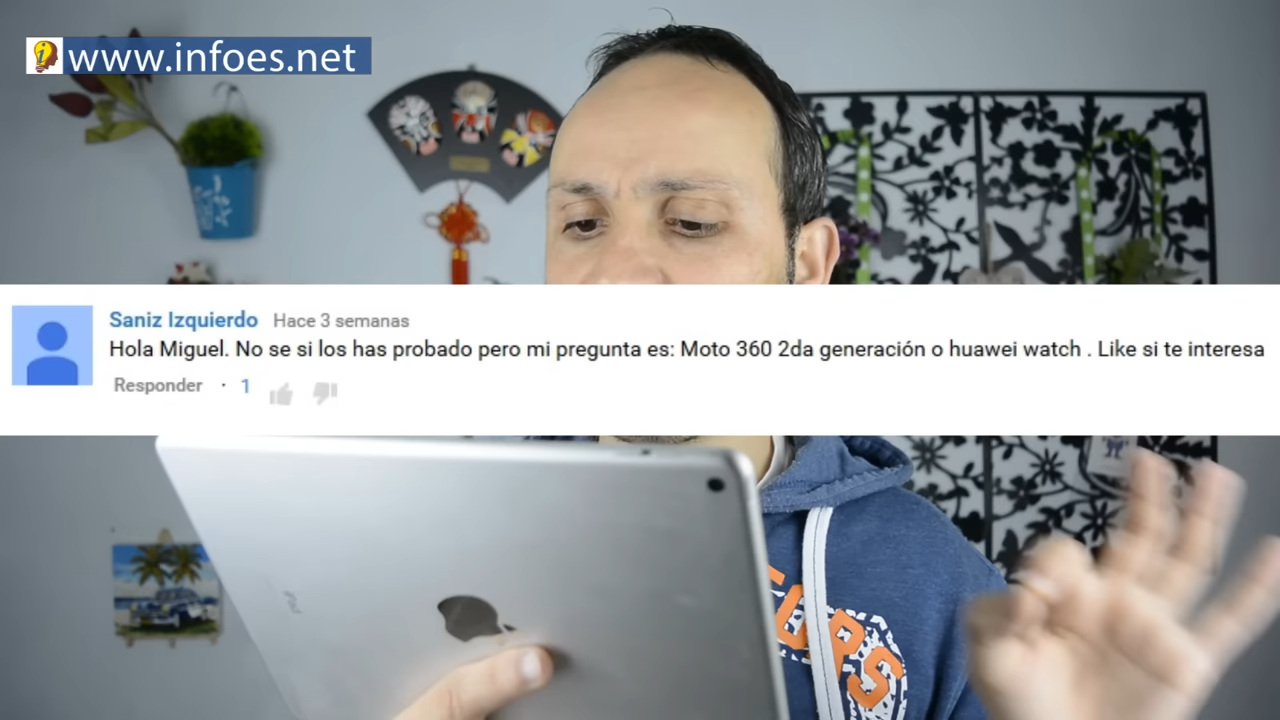 www.infoes.net
Saniz Izquierdo Hace 3 semanas
Hola Miguel. No se si los has probado pero mi pregunta es: Moto 360 2da generación o huawei watch . Like si te interesa
Responder · 1
iPad